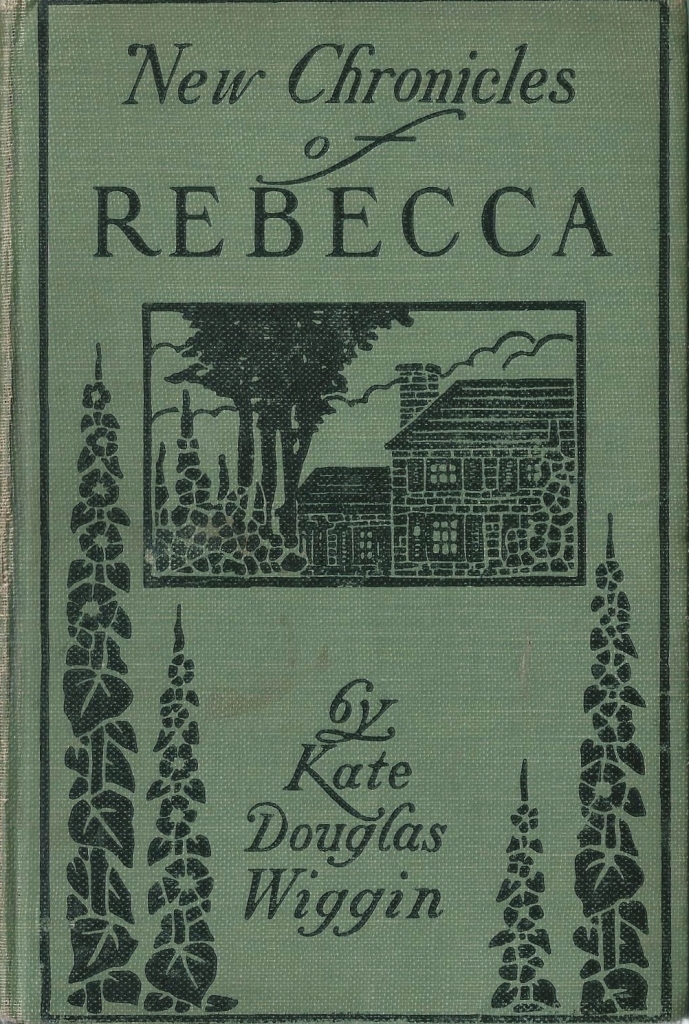 New Chronicles
of
REBECCA
by
Kate
Douglas
Wiggin